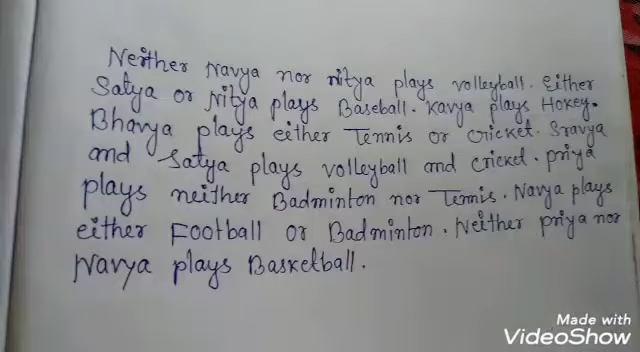 Neither Navya nor Nitya plays volleyball. Either
Satya or Nitya plays Baseball. Kavya plays Hokey.
Bhavya plays either Tennis or cricket. Sravya
and Satya plays volleyball and cricket. priya
plays neither Badminton nor Tennis. Navya plays
either Football or Badminton. Neither priya nor
Navya plays Basketball.
Made with
VideoShow